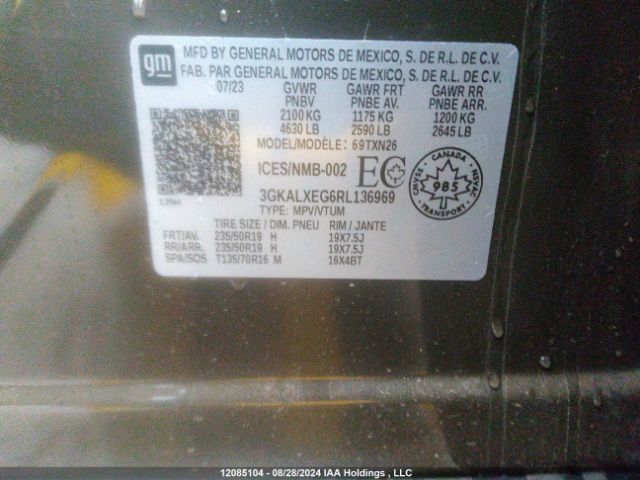 gm
MFD BY GENERAL MOTORS DE MEXICO, S. DE R.L. DE C.V.
FAB. PAR GENERAL MOTORS DE MEXICO, S. DE R.L. DE C.V.
07/23 GVWR GAWR FRT GAWR RR
PNBV PNBE AV. PNBE ARR.
2100 KG 1175 KG 1200 KG
4630 LB 2590 LB 2645 LB
MODEL/MODÈLE: 69TXN26
ICES/NMB-002 EC
CANADA
CMVSS 985 NSVAC
TRANSPORT
3GKALXEG6RL136969
TYPE: MPV/VTUM
TIRE SIZE / DIM. PNEU RIM / JANTE
FRT/AV. 235/50R19 H 19X7.5J
RR/ARR. 235/50R19 H 19X7.5J
SPA/SOS T135/70R16 M 16X4BT
12085104 - 08/28/2024 IAA Holdings , LLC